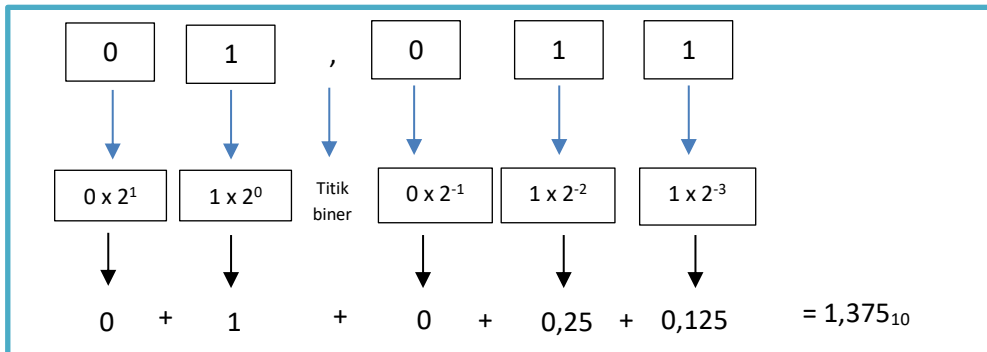 0 1 , 0 1 1
0 x 2¹ 1 x 2⁰ Titik biner 0 x 2⁻¹ 1 x 2⁻² 1 x 2⁻³
0 + 1 + 0 + 0,25 + 0,125 = 1,375₁₀